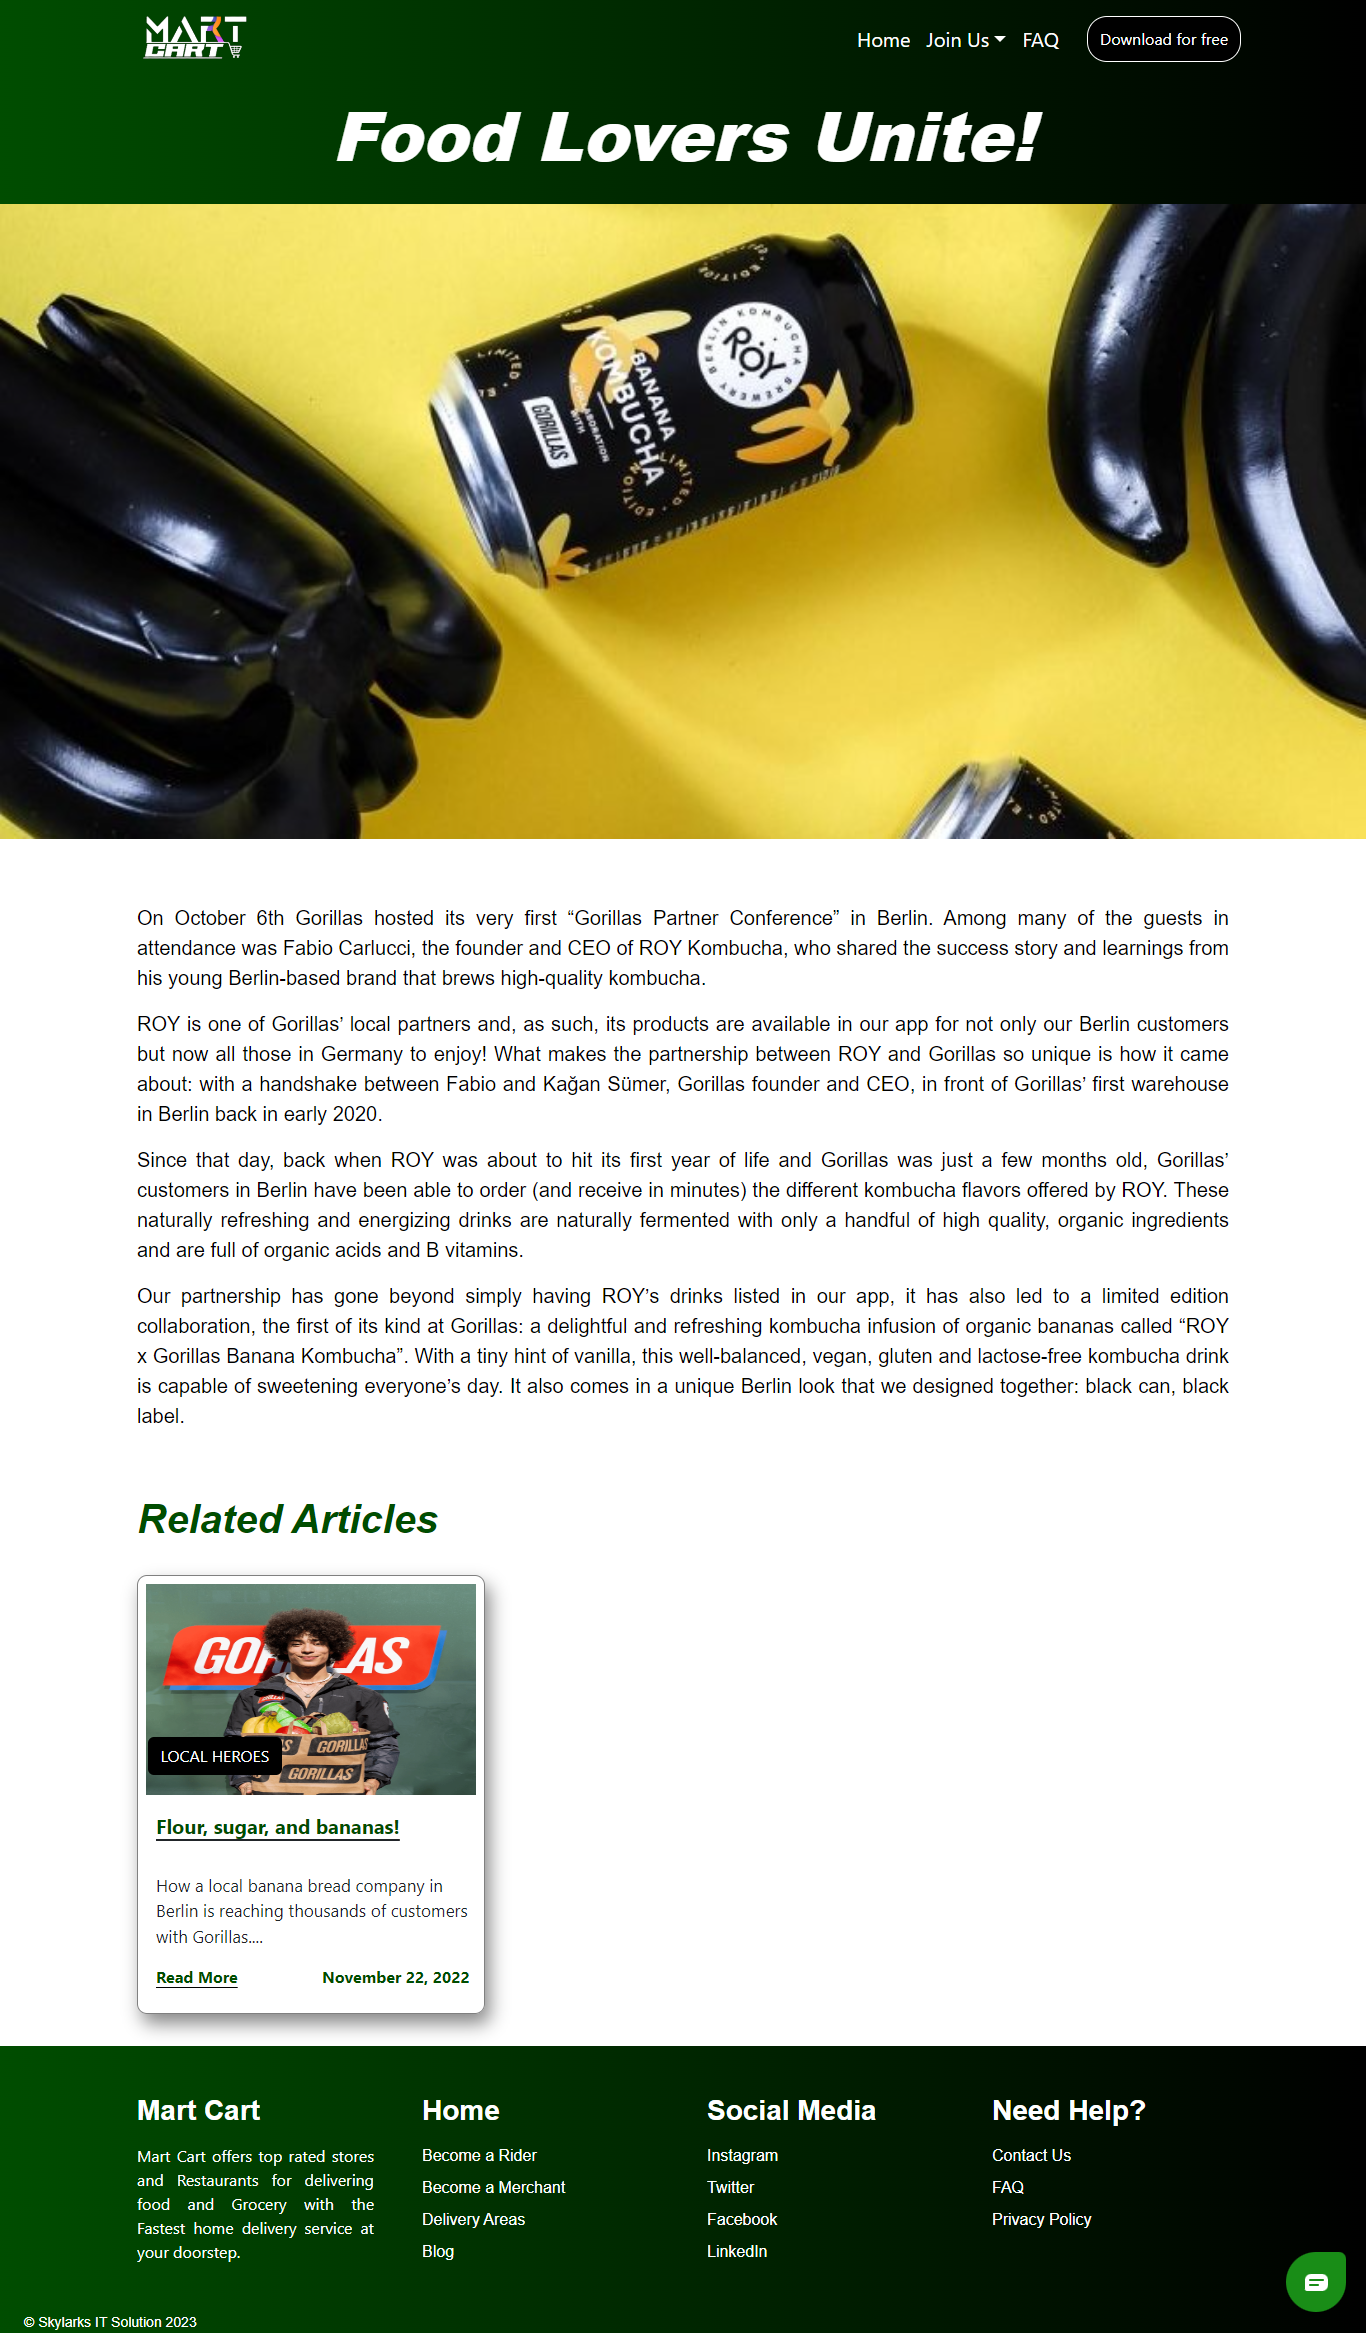 MART
CART
Home
Join Us
FAQ
Download for free
Food Lovers Unite!
LIMITED
EDITION
BERLIN KOMBUCHA BREWERY
ROY
BANANA
KOMBUCHA
IN COLLABORATION
WITH
GORILLAS
LIMITED
EDITION
On October 6th Gorillas hosted its very first “Gorillas Partner Conference” in Berlin. Among many of the guests in
attendance was Fabio Carlucci, the founder and CEO of ROY Kombucha, who shared the success story and learnings from
his young Berlin-based brand that brews high-quality kombucha.
ROY is one of Gorillas’ local partners and, as such, its products are available in our app for not only our Berlin customers
but now all those in Germany to enjoy! What makes the partnership between ROY and Gorillas so unique is how it came
about: with a handshake between Fabio and Kağan Sümer, Gorillas founder and CEO, in front of Gorillas’ first warehouse
in Berlin back in early 2020.
Since that day, back when ROY was about to hit its first year of life and Gorillas was just a few months old, Gorillas’
customers in Berlin have been able to order (and receive in minutes) the different kombucha flavors offered by ROY. These
naturally refreshing and energizing drinks are naturally fermented with only a handful of high quality, organic ingredients
and are full of organic acids and B vitamins.
Our partnership has gone beyond simply having ROY’s drinks listed in our app, it has also led to a limited edition
collaboration, the first of its kind at Gorillas: a delightful and refreshing kombucha infusion of organic bananas called “ROY
x Gorillas Banana Kombucha”. With a tiny hint of vanilla, this well-balanced, vegan, gluten and lactose-free kombucha drink
is capable of sweetening everyone’s day. It also comes in a unique Berlin look that we designed together: black can, black
label.
Related Articles
GORILLAS
GORILLAS
GORILLAS
LOCAL HEROES
Flour, sugar, and bananas!
How a local banana bread company in
Berlin is reaching thousands of customers
with Gorillas....
Read More
November 22, 2022
Mart Cart
Mart Cart offers top rated stores
and Restaurants for delivering
food and Grocery with the
Fastest home delivery service at
your doorstep.
Home
Become a Rider
Become a Merchant
Delivery Areas
Blog
Social Media
Instagram
Twitter
Facebook
LinkedIn
Need Help?
Contact Us
FAQ
Privacy Policy
© Skylarks IT Solution 2023